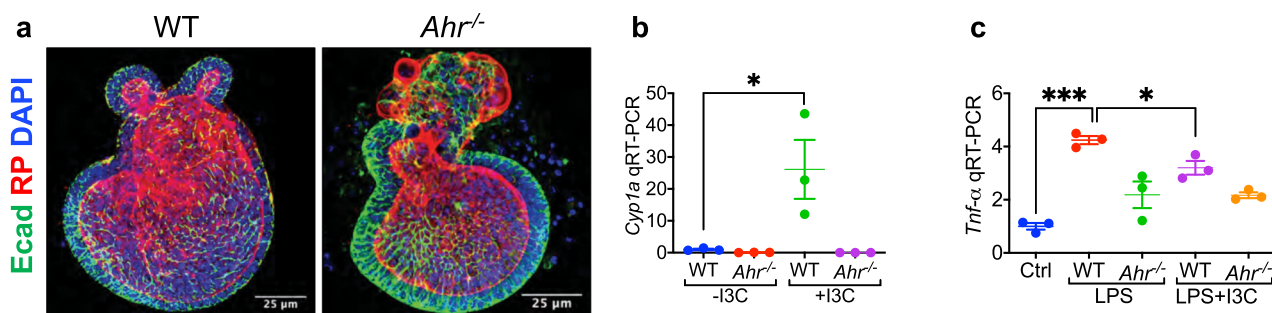 a
WT
Ahr-/-
Ecad RP DAPI
25 µm
25 µm
b
*
Cyp1a qRT-PCR
50
40
30
20
10
0
WT
Ahr-/-
WT
Ahr-/-
-I3C
+I3C
c
***
*
Tnf-α qRT-PCR
6
4
2
0
Ctrl
WT
Ahr-/-
WT
Ahr-/-
LPS
LPS+I3C